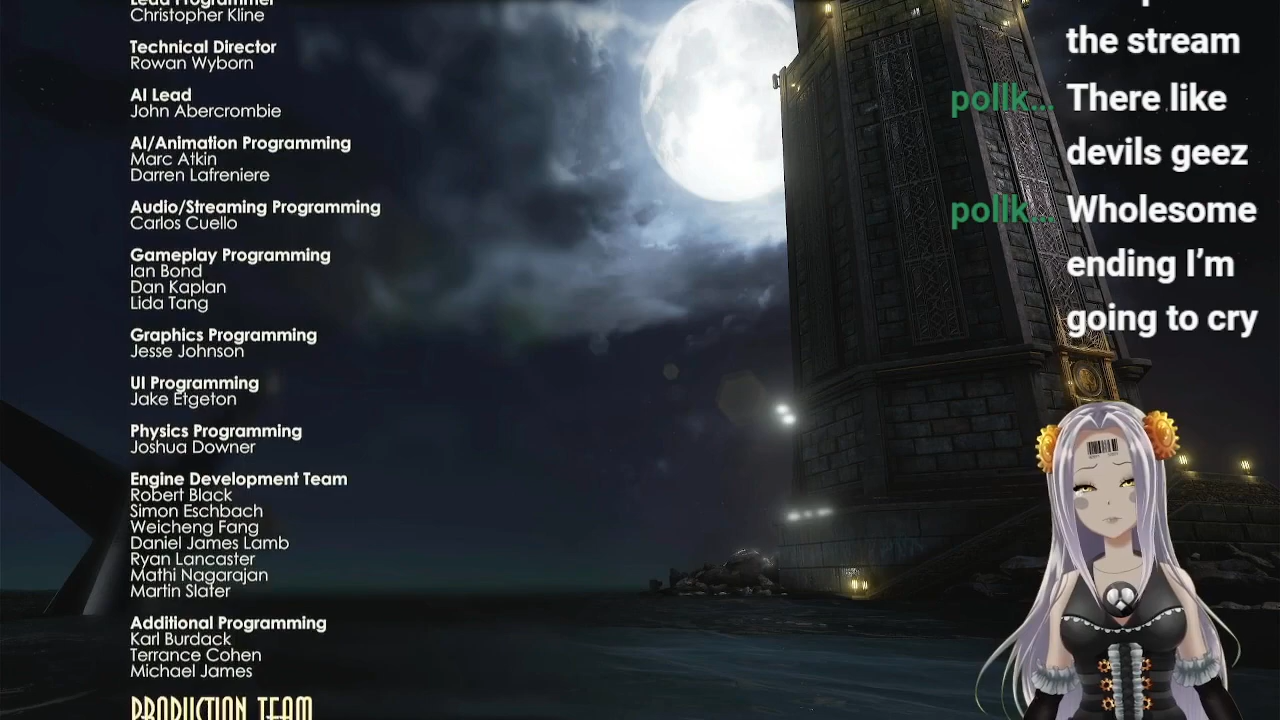 Lead Programmer
Christopher Kline
Technical Director
Rowan Wyborn
AI Lead
John Abercrombie
AI/Animation Programming
Marc Atkin
Darren Lafreniere
Audio/Streaming Programming
Carlos Cuello
Gameplay Programming
Ian Bond
Dan Kaplan
Lida Tang
Graphics Programming
Jesse Johnson
UI Programming
Jake Etgeton
Physics Programming
Joshua Downer
Engine Development Team
Robert Black
Simon Eschbach
Weicheng Fang
Daniel James Lamb
Ryan Lancaster
Mathi Nagarajan
Martin Slater
Additional Programming
Karl Burdack
Terrance Cohen
Michael James
PRODUCTION TEAM
the stream
pollk... There like
devils geez
pollk... Wholesome
ending I’m
going to cry